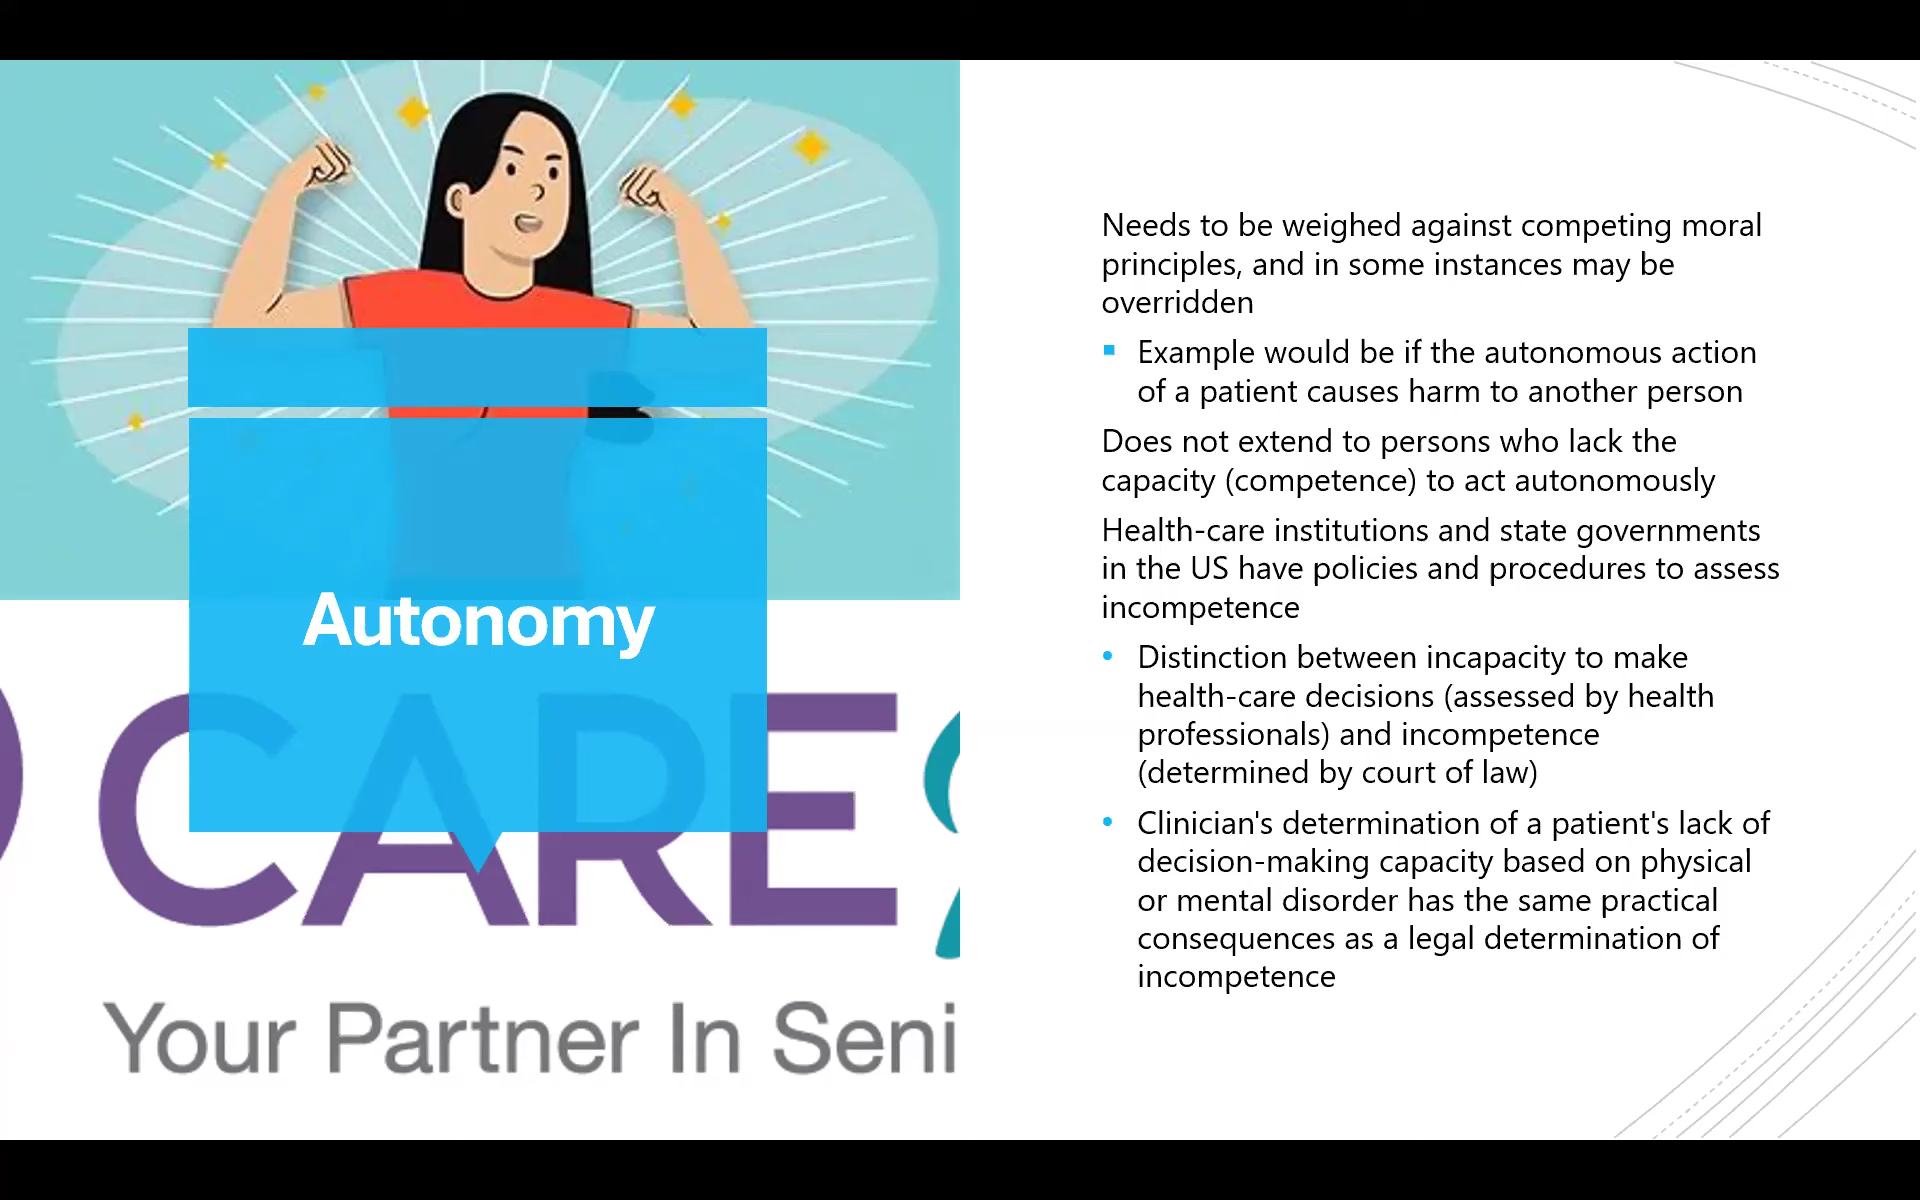 Autonomy
CARE
Your Partner In Seni
Needs to be weighed against competing moral
principles, and in some instances may be
overridden
Example would be if the autonomous action
of a patient causes harm to another person
Does not extend to persons who lack the
capacity (competence) to act autonomously
Health-care institutions and state governments
in the US have policies and procedures to assess
incompetence
Distinction between incapacity to make
health-care decisions (assessed by health
professionals) and incompetence
(determined by court of law)
Clinician's determination of a patient's lack of
decision-making capacity based on physical
or mental disorder has the same practical
consequences as a legal determination of
incompetence